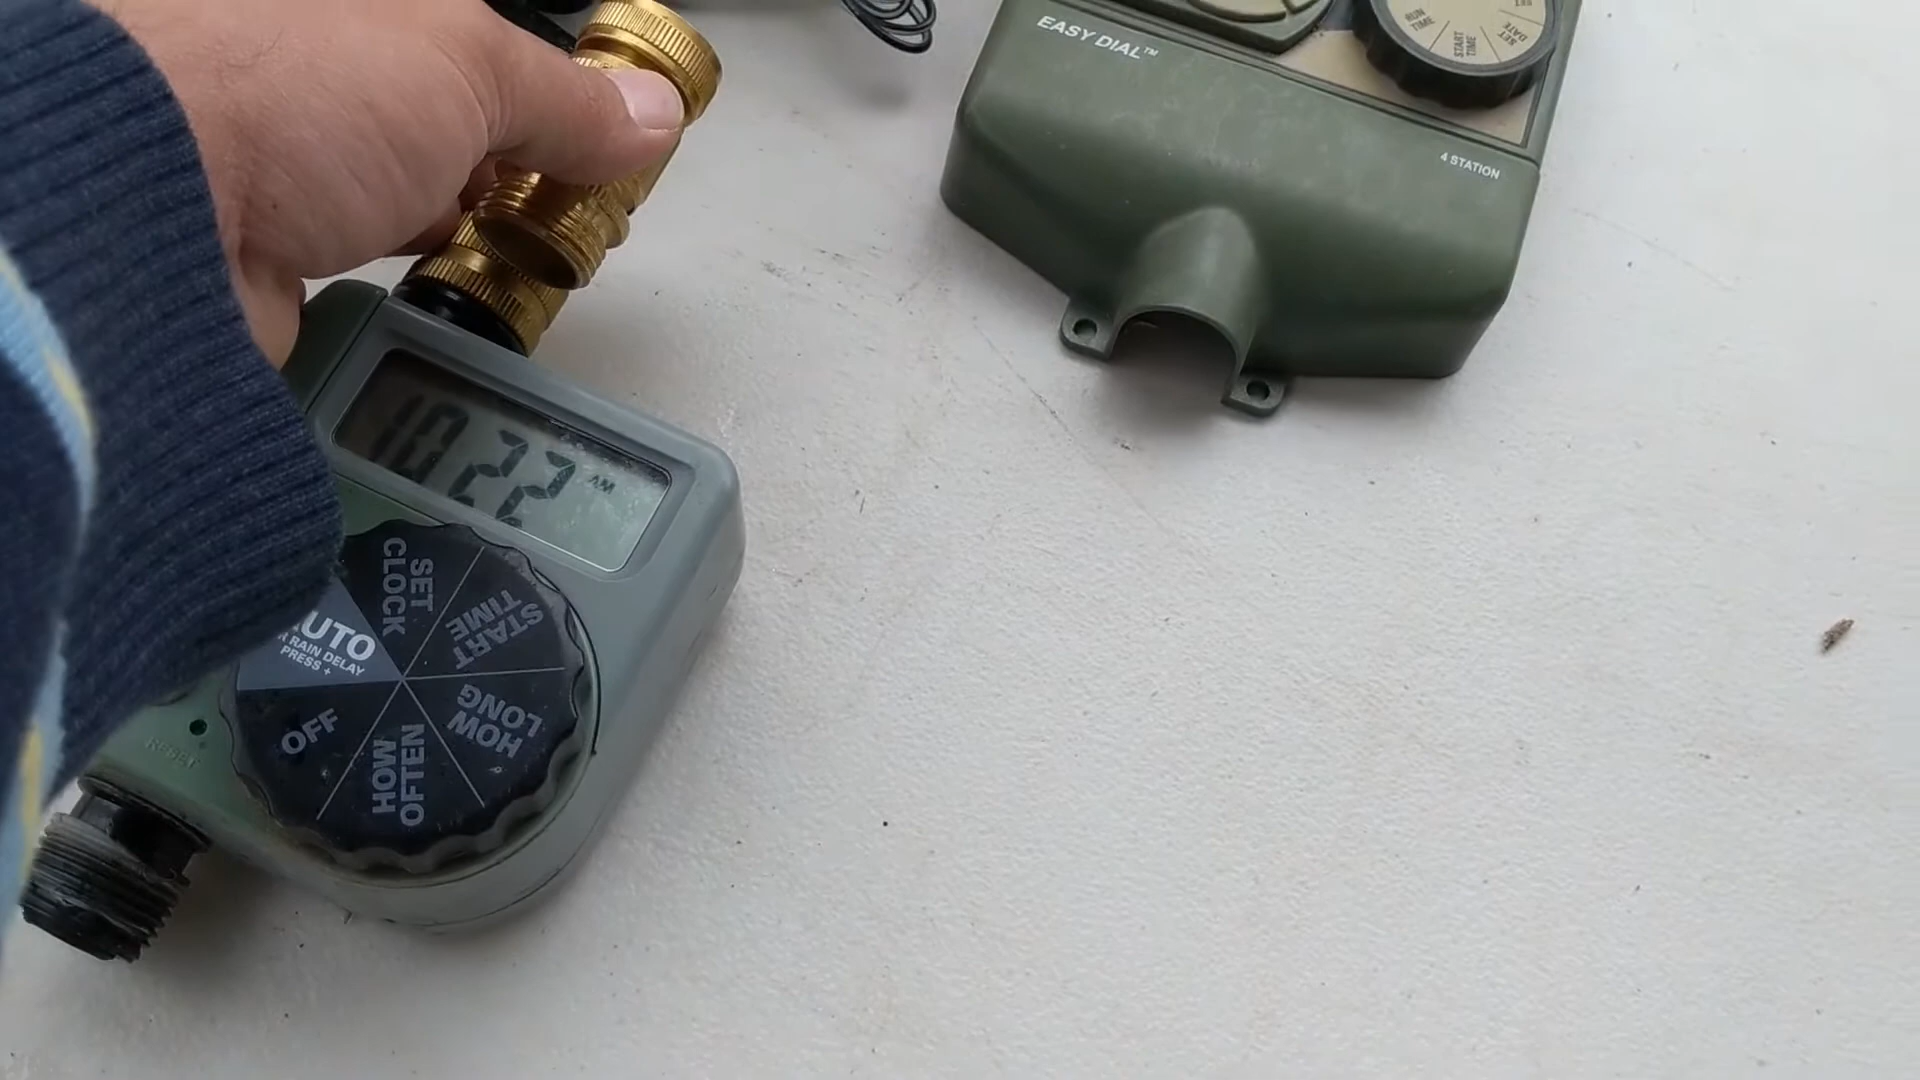 EASY DIAL™
RUN
TIME
START
TIME
SET
DATE
SET
4 STATION
10 22 AM
SET
CLOCK
START
TIME
HOW
LONG
HOW
OFTEN
OFF
RAIN DELAY
PRESS +
RESET